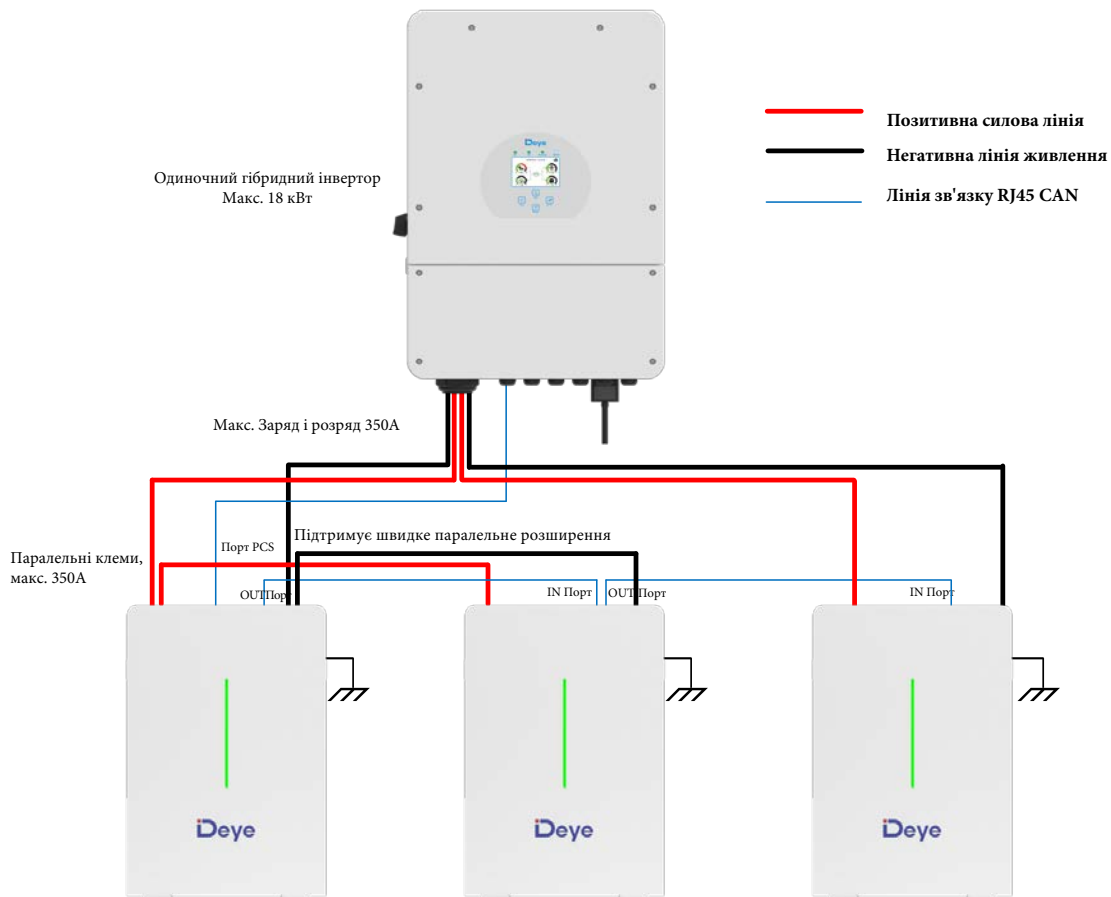 Deye
Позитивна силова лінія
Негативна лінія живлення
Лінія зв'язку RJ45 CAN
Одиночний гібридний інвертор
Макс. 18 кВт
Макс. Заряд і розряд 350А
Підтримує швидке паралельне розширення
Порт PCS
Паралельні клеми,
макс. 350А
OUTПорт
IN Порт
OUT Порт
IN Порт
Deye
Deye
Deye